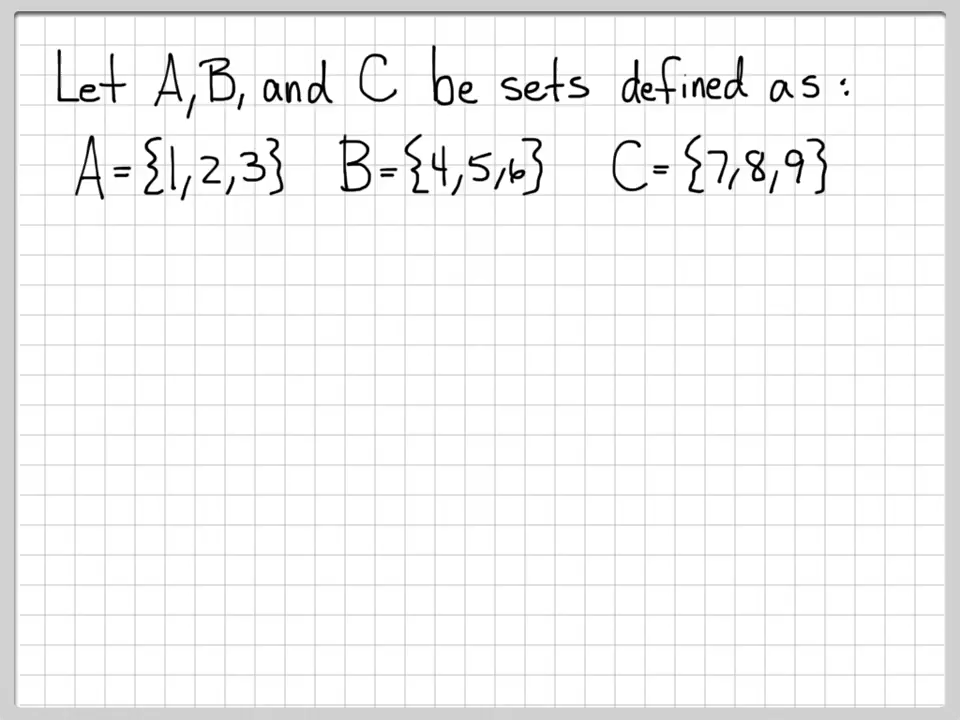 Let A, B, and C be sets defined as:
A = {1, 2, 3} B = {4, 5, 6} C = {7, 8, 9}